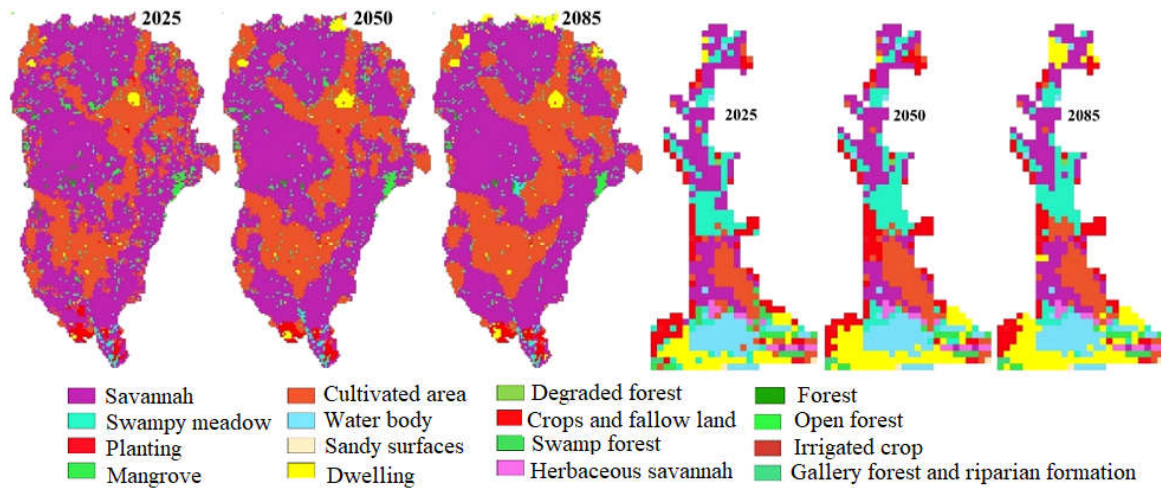 2025
2050
2085
2025
2050
2085
Savannah
Cultivated area
Degraded forest
Forest
Swampy meadow
Water body
Crops and fallow land
Open forest
Planting
Sandy surfaces
Swamp forest
Irrigated crop
Mangrove
Dwelling
Herbaceous savannah
Gallery forest and riparian formation